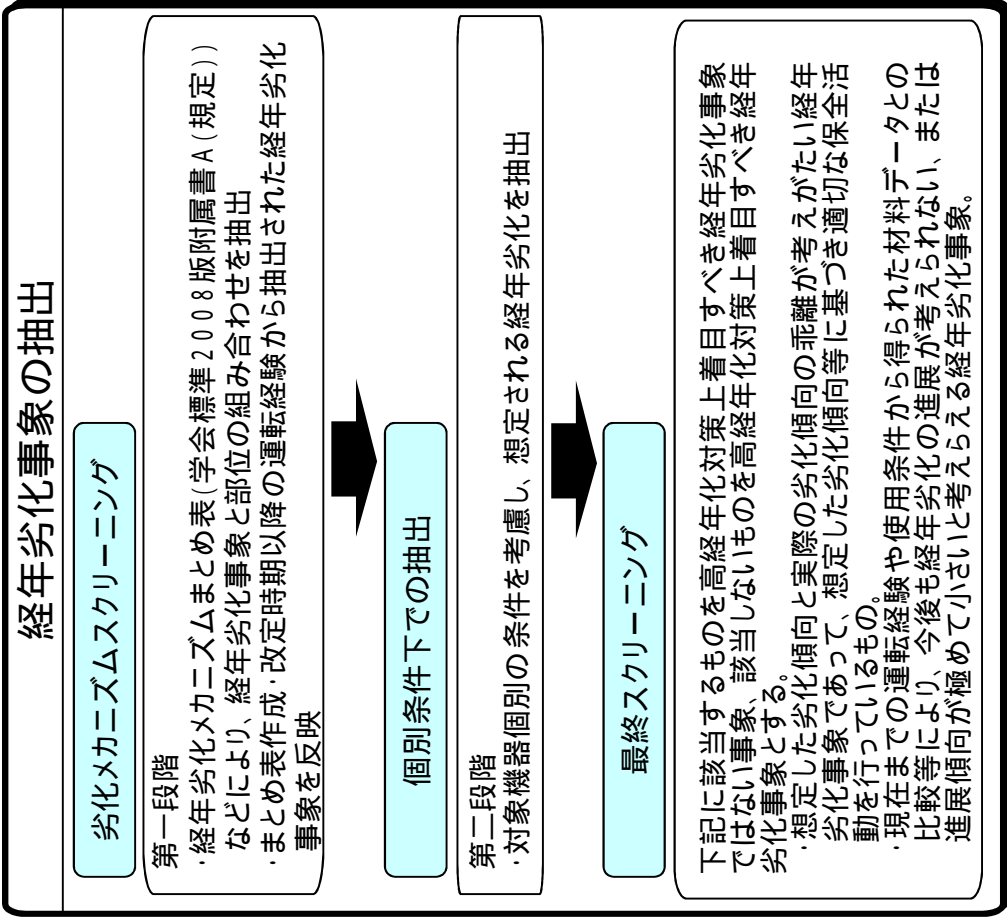 経年劣化事象の抽出
劣化メカニズムスクリーニング
第一段階
・経年劣化メカニズムまとめ表(学会標準2008版附属書A(規定))
などにより、経年劣化事象と部位の組み合わせを抽出
・まとめ表作成・改定時期以降の運転経験から抽出された経年劣化
事象を反映
個別条件下での抽出
第二段階
・対象機器個別の条件を考慮し、想定される経年劣化を抽出
最終スクリーニング
下記に該当するものを高経年化対策上着目すべき経年劣化事象
ではない事象、該当しないものを高経年化対策上着目すべき経年
劣化事象とする。
・想定した劣化傾向と実際の劣化傾向の乖離が考えがたい経年
劣化事象であって、想定した劣化傾向等に基づき適切な保全活
動を行っているもの。
・現在までの運転経験や使用条件から得られた材料データとの
比較等により、今後も経年劣化の進展が考えられない、または
進展傾向が極めて小さいと考えらえる経年劣化事象。